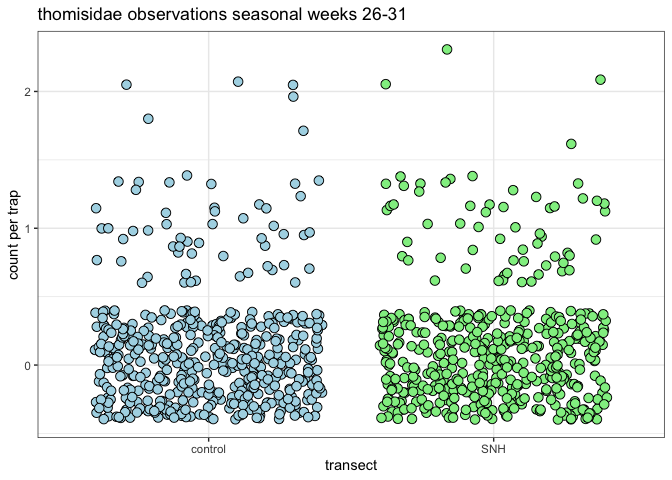 thomisidae observations seasonal weeks 26-31
count per trap
2
1
0
control SNH
transect